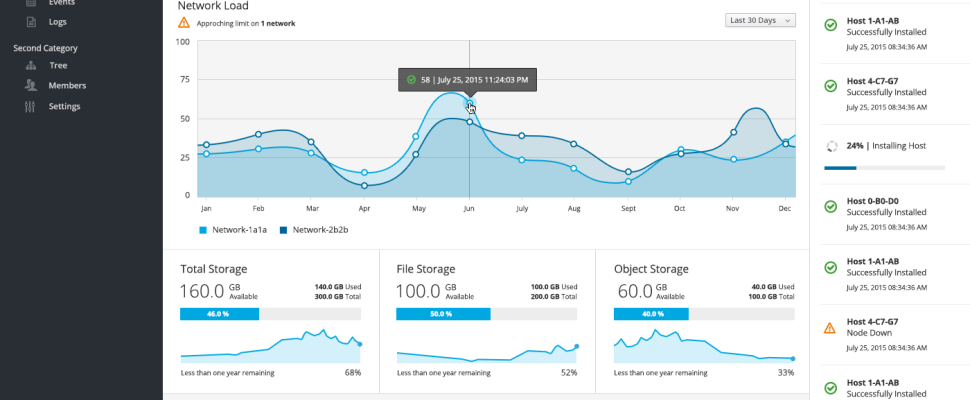 Events
Logs
Second Category
Tree
Members
Settings
Network Load
Approching limit on 1 network
Last 30 Days
100
75
50
25
0
58 | July 25, 2015 11:24:03 PM
Jan Feb Mar Apr May Jun July Aug Sept Oct Nov Dec
Network-1a1a Network-2b2b
Total Storage
160.0 GB Available
140.0 GB Used
300.0 GB Total
46.0 %
Less than one year remaining 68%
File Storage
100.0 GB Available
100.0 GB Used
200.0 GB Total
50.0 %
Less than one year remaining 52%
Object Storage
60.0 GB Available
40.0 GB Used
100.0 GB Total
40.0 %
Less than one year remaining 33%
Host 1-A1-AB
Successfully Installed
July 25, 2015 08:34:36 AM
Host 4-C7-G7
Successfully Installed
July 25, 2015 08:34:36 AM
24% | Installing Host
Host 0-B0-D0
Successfully Installed
July 25, 2015 08:34:36 AM
Host 1-A1-AB
Successfully Installed
July 25, 2015 08:34:36 AM
Host 4-C7-G7
Node Down
July 25, 2015 08:34:36 AM
Host 1-A1-AB
Successfully Installed